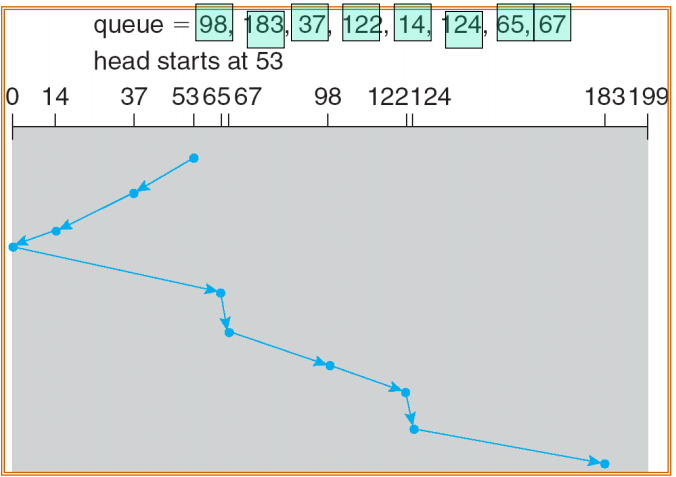 queue = 98, 183, 37, 122, 14, 124, 65, 67
head starts at 53
0 14 37 53 65 67 98 122 124 183 199